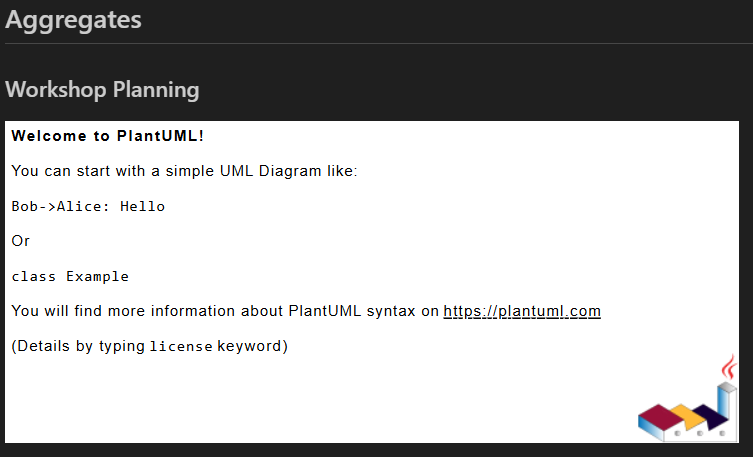 Aggregates
Workshop Planning
Welcome to PlantUML!
You can start with a simple UML Diagram like:
Bob->Alice: Hello
Or
class Example
You will find more information about PlantUML syntax on https://plantuml.com
(Details by typing license keyword)